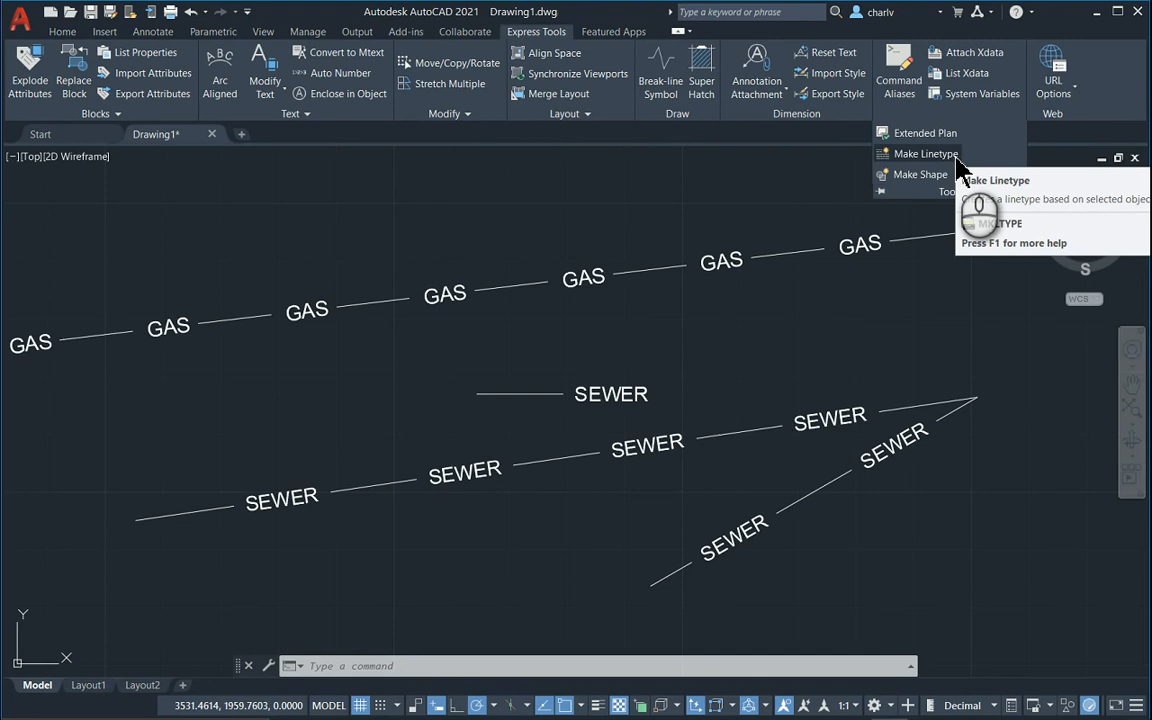 Autodesk AutoCAD 2021 Drawing1.dwg Type a keyword or phrase charlv
Home Insert Annotate Parametric View Manage Output Add-ins Collaborate Express Tools Featured Apps
Explode Attributes
Replace Block
List Properties
Import Attributes
Export Attributes
Blocks
Arc Aligned
Modify Text
Convert to Mtext
Auto Number
Enclose in Object
Text
Move/Copy/Rotate
Stretch Multiple
Modify
Align Space
Synchronize Viewports
Merge Layout
Layout
Break-line Symbol
Super Hatch
Draw
Annotation Attachment
Reset Text
Import Style
Export Style
Dimension
Command Aliases
Attach Xdata
List Xdata
System Variables
URL Options
Web
Start Drawing1*
Extended Plan
Make Linetype
Make Shape
Too
[−][Top][2D Wireframe]
Make Linetype
a linetype based on selected objec
Press F1 for more help
S
WCS
GAS GAS GAS GAS GAS GAS GAS
SEWER
SEWER SEWER SEWER SEWER
SEWER SEWER
Y
X
Type a command
Model Layout1 Layout2
3531.4614, 1959.7603, 0.0000 MODEL 1:1 Decimal